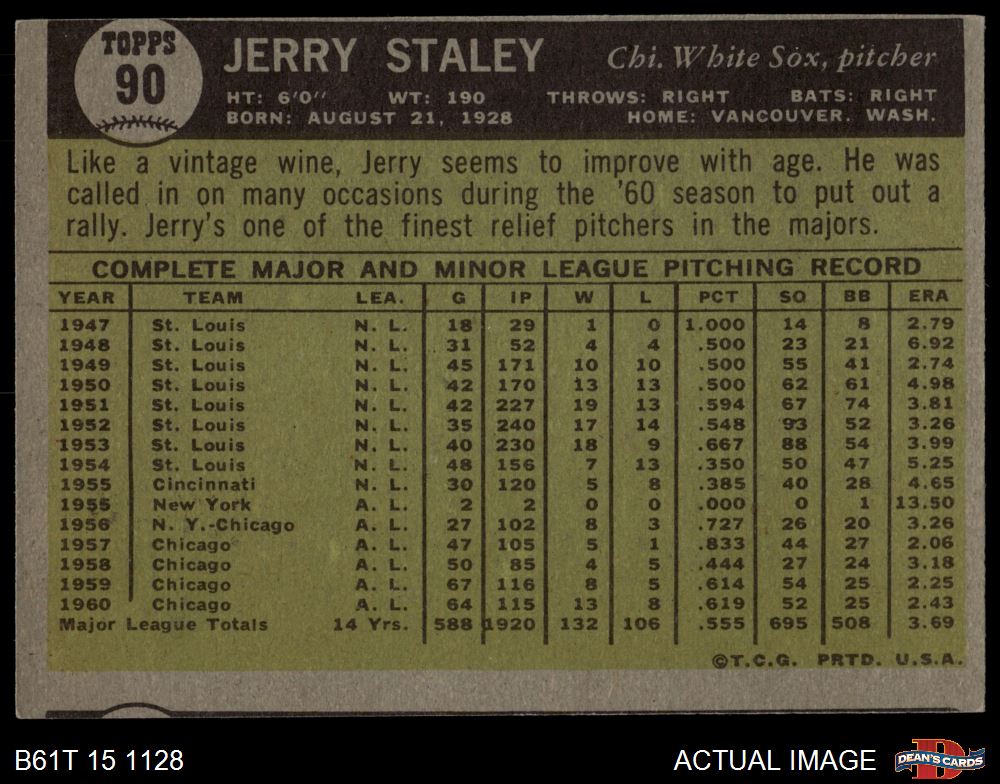 TOPPS
90
JERRY STALEY Chi. White Sox, pitcher
HT: 6'0" WT: 190 THROWS: RIGHT BATS: RIGHT
BORN: AUGUST 21, 1928 HOME: VANCOUVER. WASH.
Like a vintage wine, Jerry seems to improve with age. He was
called in on many occasions during the '60 season to put out a
rally. Jerry's one of the finest relief pitchers in the majors.
COMPLETE MAJOR AND MINOR LEAGUE PITCHING RECORD
YEAR TEAM LEA. G IP W L PCT SO BB ERA
1947 St. Louis N. L. 18 29 1 0 1.000 14 8 2.79
1948 St. Louis N. L. 31 52 4 4 .500 23 21 6.92
1949 St. Louis N. L. 45 171 10 10 .500 55 41 2.74
1950 St. Louis N. L. 42 170 13 13 .500 62 61 4.98
1951 St. Louis N. L. 42 227 19 13 .594 67 74 3.81
1952 St. Louis N. L. 35 240 17 14 .548 93 52 3.26
1953 St. Louis N. L. 40 230 18 9 .667 88 54 3.99
1954 St. Louis N. L. 48 156 7 13 .350 50 47 5.25
1955 Cincinnati N. L. 30 120 5 8 .385 40 28 4.65
1955 New York A. L. 2 2 0 0 .000 0 1 13.50
1956 N. Y.-Chicago A. L. 27 102 8 3 .727 26 20 3.26
1957 Chicago A. L. 47 105 5 1 .833 44 27 2.06
1958 Chicago A. L. 50 85 4 5 .444 27 24 3.18
1959 Chicago A. L. 67 116 8 5 .614 54 25 2.25
1960 Chicago A. L. 64 115 13 8 .619 52 25 2.43
Major League Totals 14 Yrs. 588 1920 132 106 .555 695 508 3.69
©T.C.G. PRTD. U.S.A.
B61T 15 1128 ACTUAL IMAGE DEAN'S CARDS